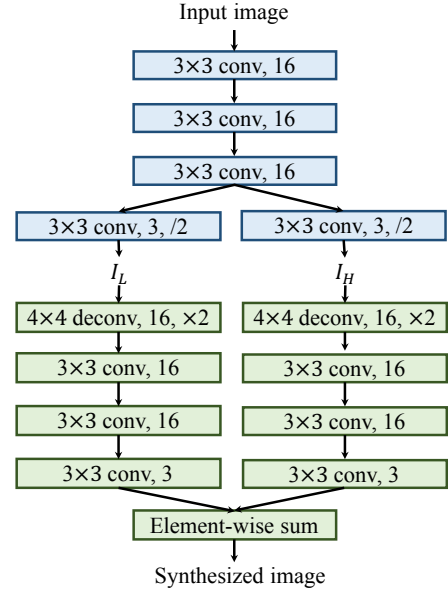 Input image
3×3 conv, 16
3×3 conv, 16
3×3 conv, 16
3×3 conv, 3, /2
3×3 conv, 3, /2
I_L
I_H
4×4 deconv, 16, ×2
4×4 deconv, 16, ×2
3×3 conv, 16
3×3 conv, 16
3×3 conv, 16
3×3 conv, 16
3×3 conv, 3
3×3 conv, 3
Element-wise sum
Synthesized image